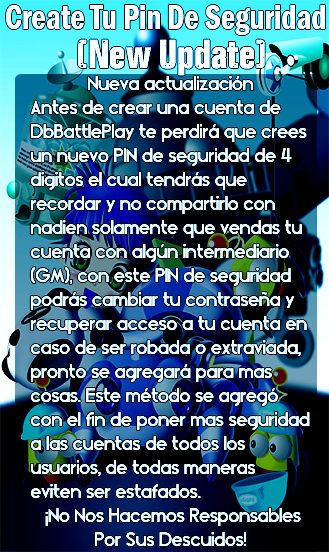 Create Tu Pin De Seguridad
(New Update)
Nueva actualización
Antes de crear una cuenta de
DbBattlePlay te perdirá que crees
un nuevo PIN de seguridad de 4
digitos el cual tendrás que
recordar y no compartirlo con
nadien solamente que vendas tu
cuenta con algún intermediario
(GM), con este PIN de seguridad
podrás cambiar tu contraseña y
recuperar acceso a tu cuenta en
caso de ser robada o extraviada,
pronto se agregará para mas
cosas. Este método se agregó
con el fin de poner mas seguridad
a las cuentas de todos los
usuarios, de todas maneras
eviten ser estafados.
¡No Nos Hacemos Responsables
Por Sus Descuidos!